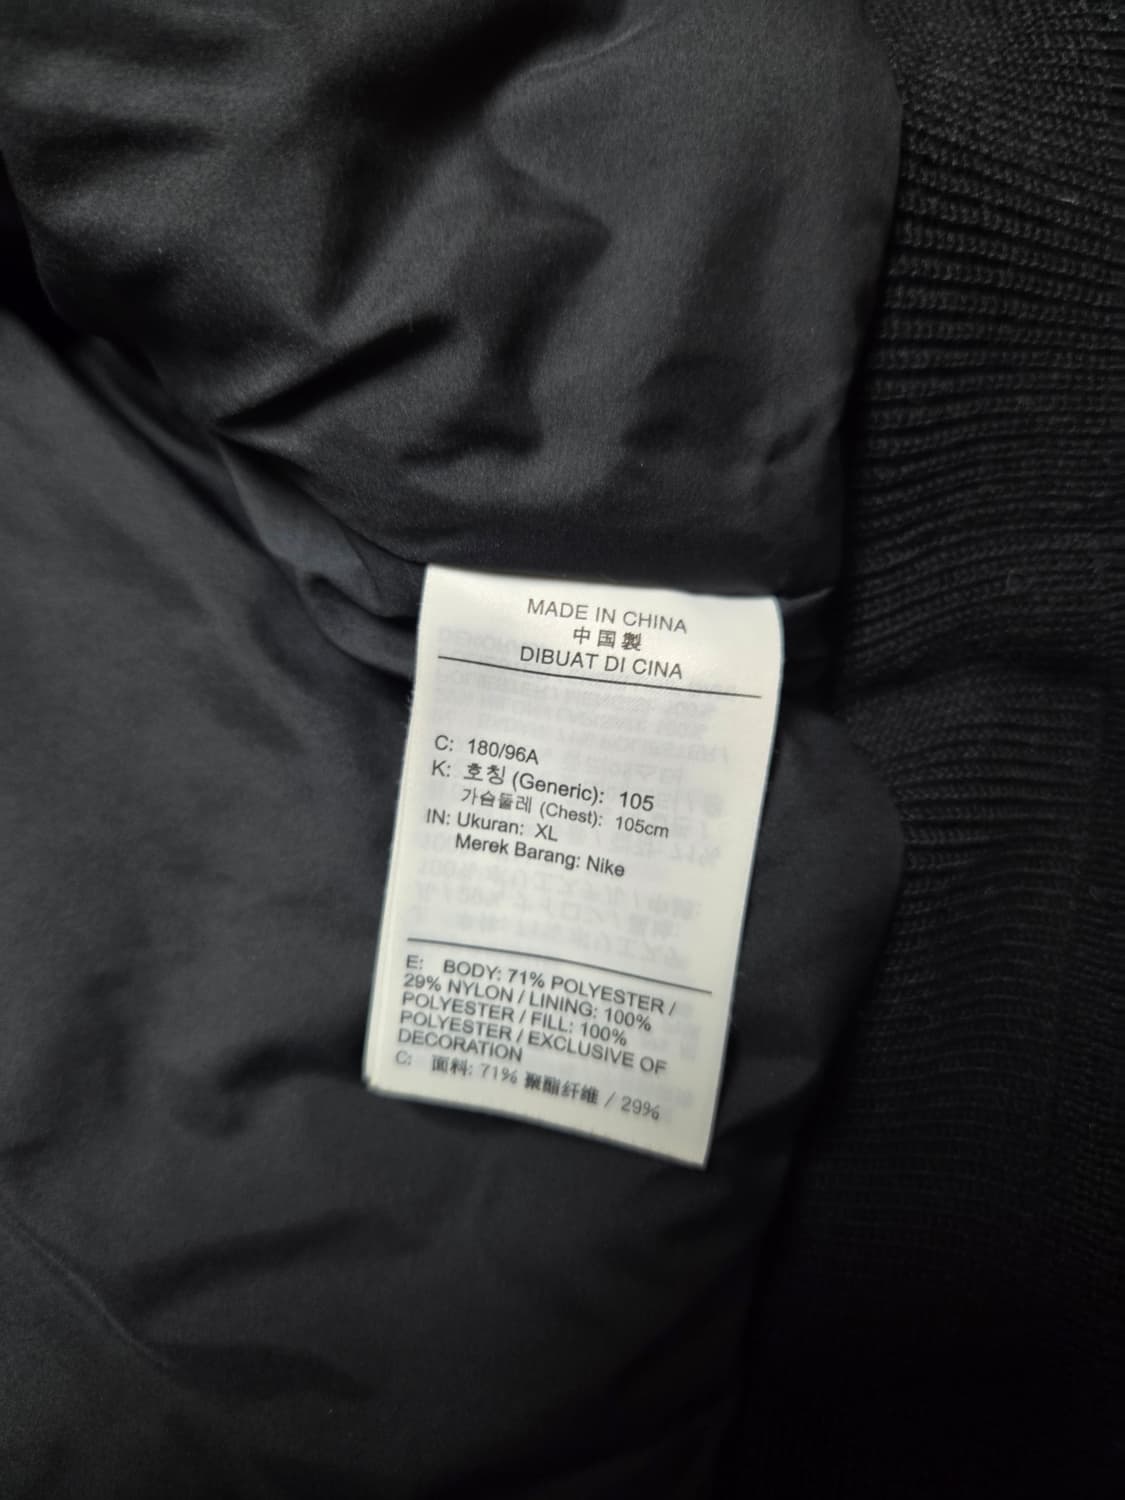 MADE IN CHINA
中国製
DIBUAT DI CINA
C: 180/96A
K: 호칭 (Generic): 105
가슴둘레 (Chest): 105cm
IN: Ukuran: XL
Merek Barang: Nike
E: BODY: 71% POLYESTER /
29% NYLON / LINING: 100%
POLYESTER / FILL: 100%
POLYESTER / EXCLUSIVE OF
DECORATION
C: 面料: 71% 聚酯纤维 / 29%